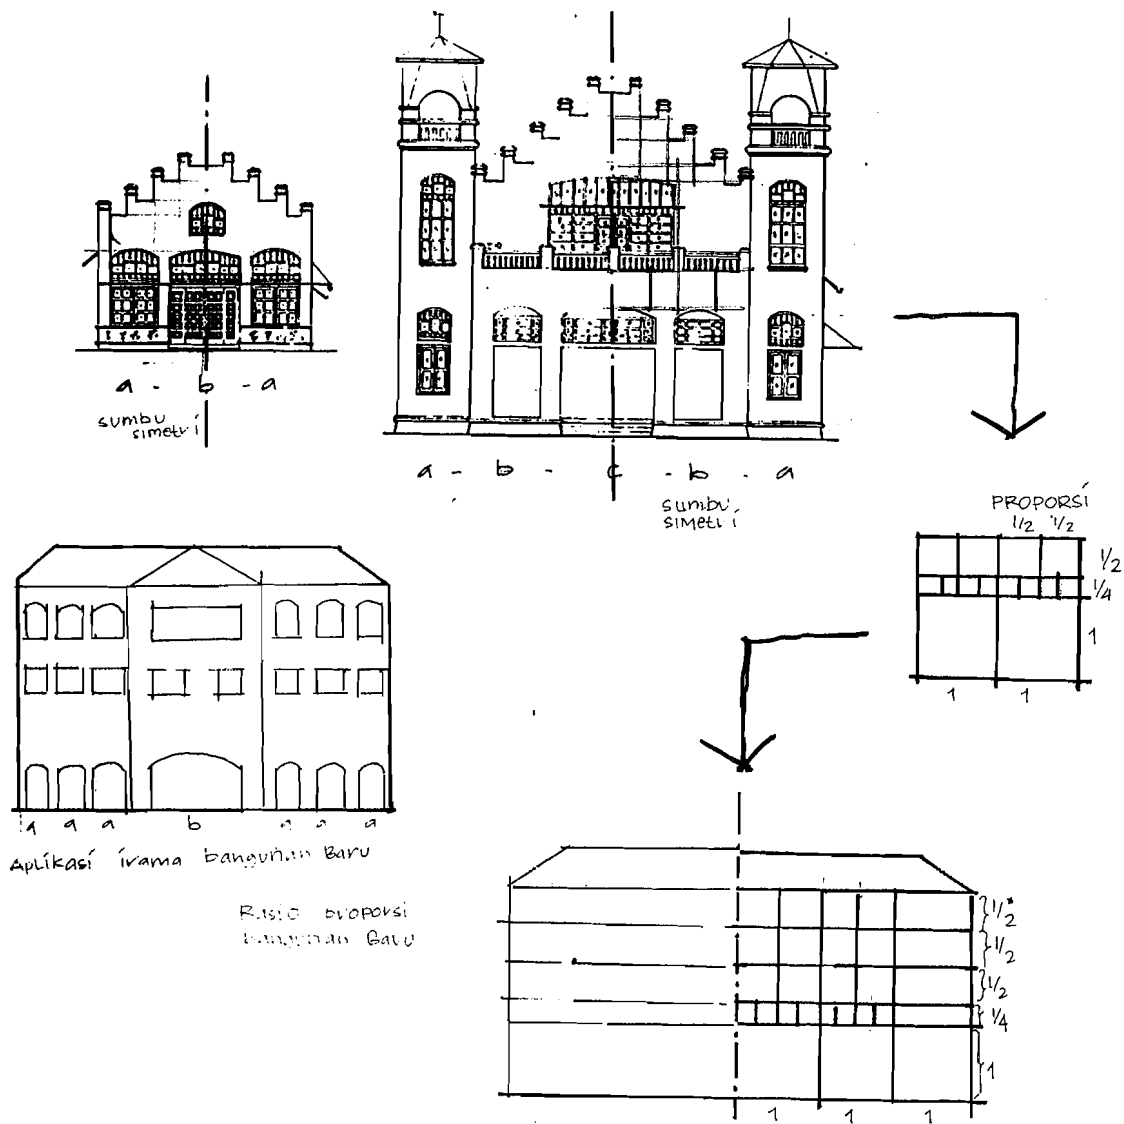 a - b - a
sumbu
simetri
a - b - c - b - a
sumbu
SIMETRI
PROPORSI
1/2 1/2
1/2
1/4
1
1 1
a a a b a a a
Aplikasi irama bangunan Baru
Rasio proporsi
bangunan Baru
1/2*
1/2
1/2
1/4
1
1 1 1